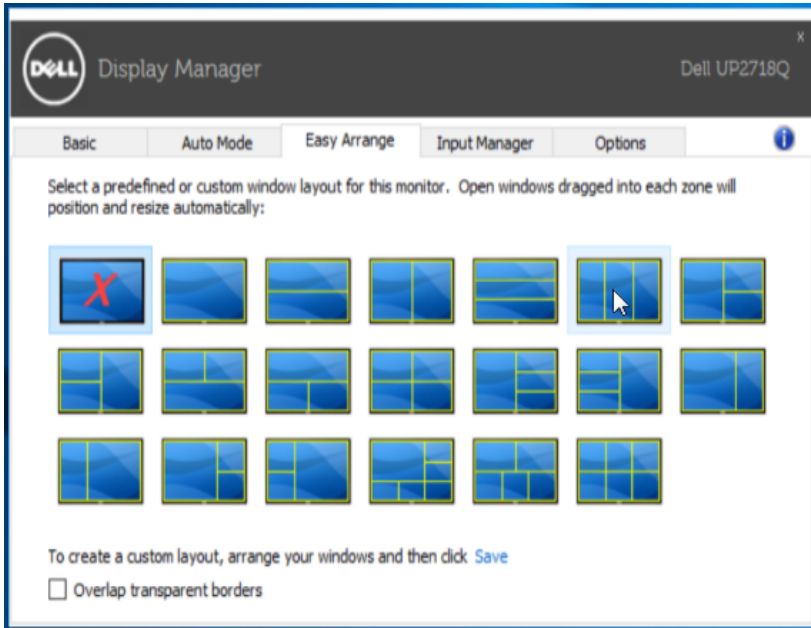 DELL Display Manager
x
Dell UP2718Q
Basic Auto Mode Easy Arrange Input Manager Options
Select a predefined or custom window layout for this monitor. Open windows dragged into each zone will
position and resize automatically:
X
To create a custom layout, arrange your windows and then click Save
Overlap transparent borders